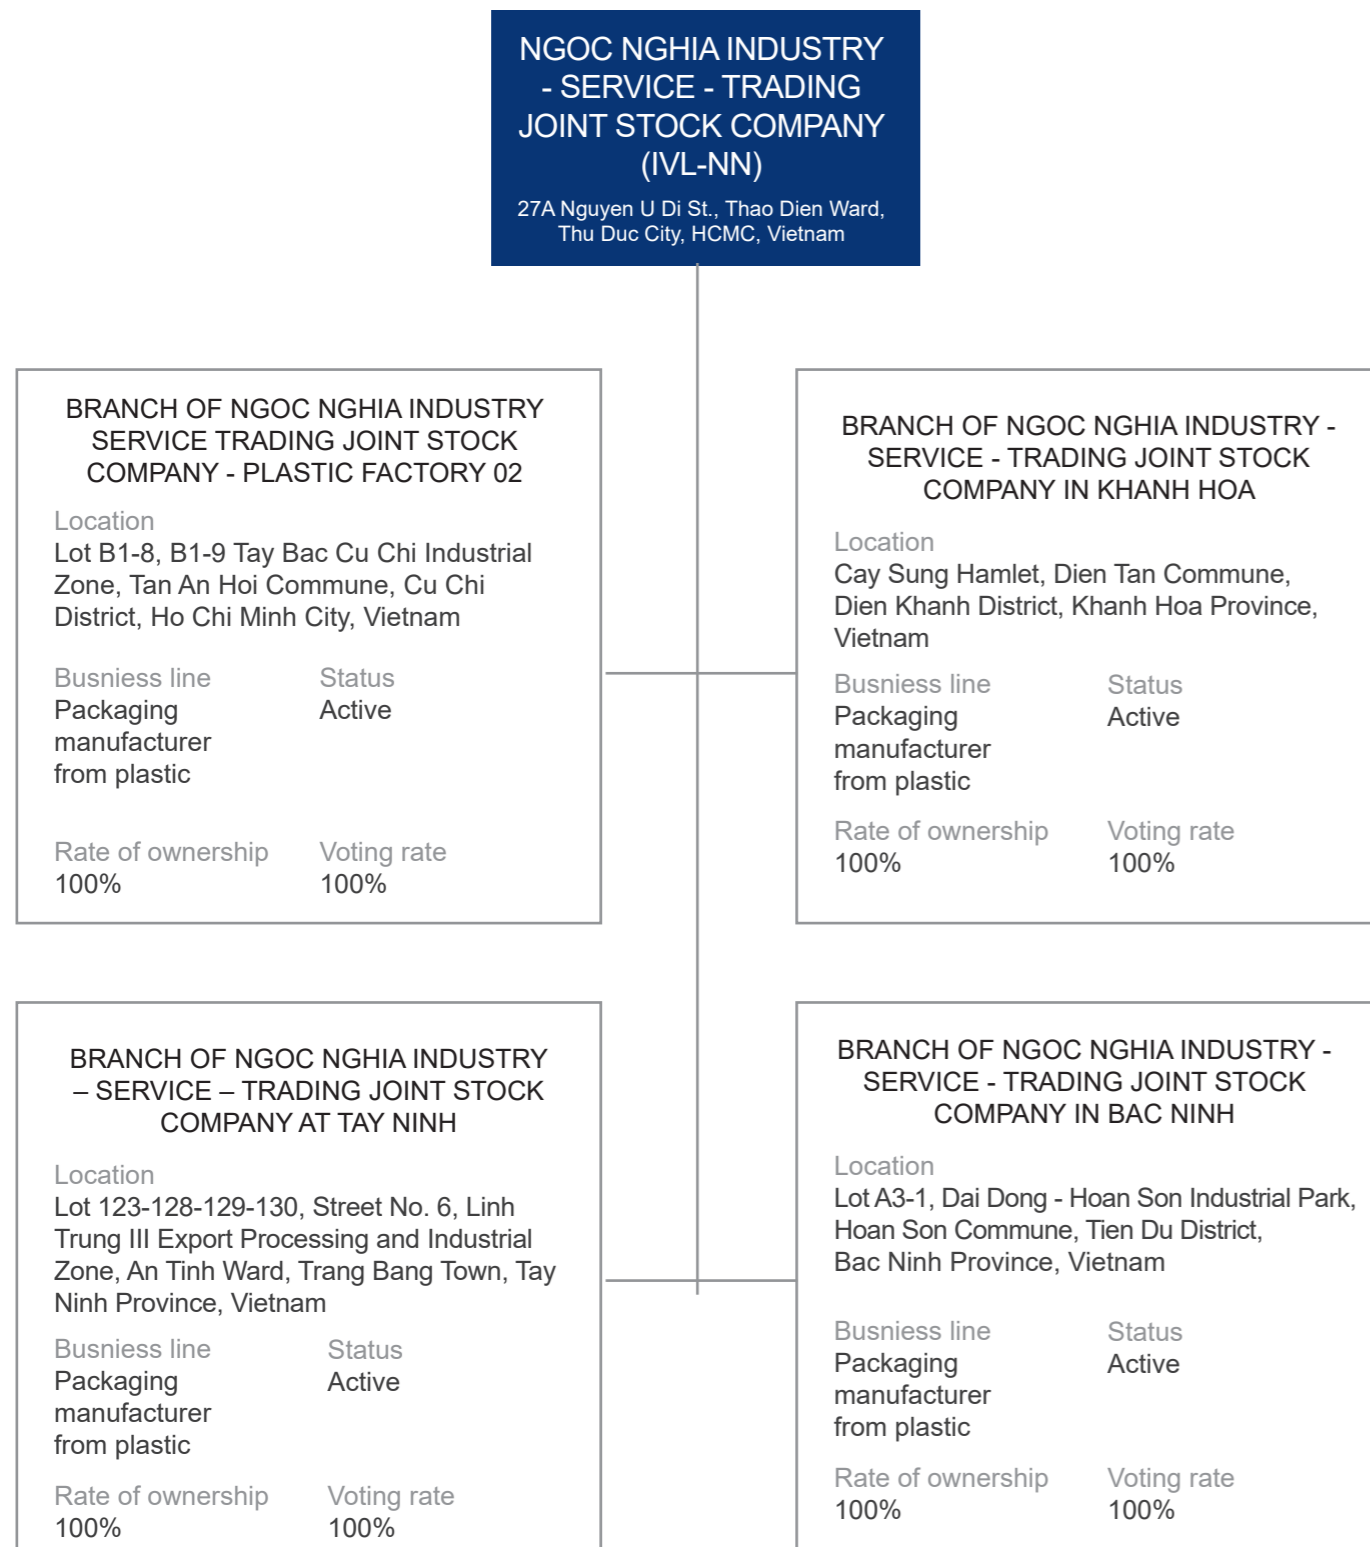 NGOC NGHIA INDUSTRY
- SERVICE - TRADING
JOINT STOCK COMPANY
(IVL-NN)
27A Nguyen U Di St., Thao Dien Ward,
Thu Duc City, HCMC, Vietnam
BRANCH OF NGOC NGHIA INDUSTRY
SERVICE TRADING JOINT STOCK
COMPANY - PLASTIC FACTORY 02
Location
Lot B1-8, B1-9 Tay Bac Cu Chi Industrial
Zone, Tan An Hoi Commune, Cu Chi
District, Ho Chi Minh City, Vietnam
Busniess line
Packaging
manufacturer
from plastic
Status
Active
Rate of ownership
100%
Voting rate
100%
BRANCH OF NGOC NGHIA INDUSTRY -
SERVICE - TRADING JOINT STOCK
COMPANY IN KHANH HOA
Location
Cay Sung Hamlet, Dien Tan Commune,
Dien Khanh District, Khanh Hoa Province,
Vietnam
Busniess line
Packaging
manufacturer
from plastic
Status
Active
Rate of ownership
100%
Voting rate
100%
BRANCH OF NGOC NGHIA INDUSTRY
– SERVICE – TRADING JOINT STOCK
COMPANY AT TAY NINH
Location
Lot 123-128-129-130, Street No. 6, Linh
Trung III Export Processing and Industrial
Zone, An Tinh Ward, Trang Bang Town, Tay
Ninh Province, Vietnam
Busniess line
Packaging
manufacturer
from plastic
Status
Active
Rate of ownership
100%
Voting rate
100%
BRANCH OF NGOC NGHIA INDUSTRY -
SERVICE - TRADING JOINT STOCK
COMPANY IN BAC NINH
Location
Lot A3-1, Dai Dong - Hoan Son Industrial Park,
Hoan Son Commune, Tien Du District,
Bac Ninh Province, Vietnam
Busniess line
Packaging
manufacturer
from plastic
Status
Active
Rate of ownership
100%
Voting rate
100%